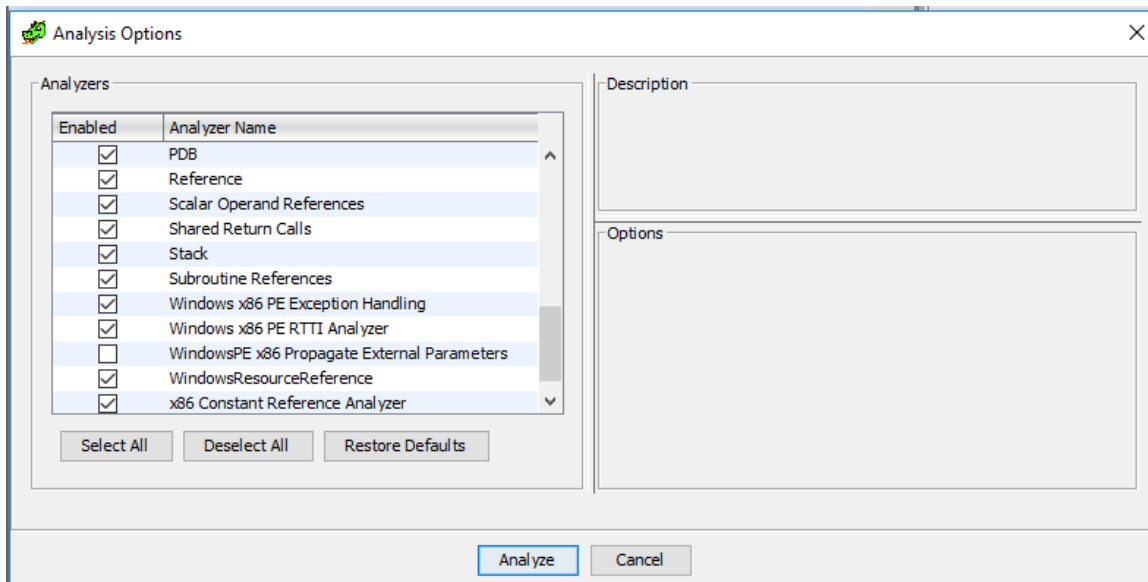 Analysis Options
Analyzers
Enabled Analyzer Name
PDB
Reference
Scalar Operand References
Shared Return Calls
Stack
Subroutine References
Windows x86 PE Exception Handling
Windows x86 PE RTTI Analyzer
WindowsPE x86 Propagate External Parameters
WindowsResourceReference
x86 Constant Reference Analyzer
Select All Deselect All Restore Defaults
Description
Options
Analyze Cancel